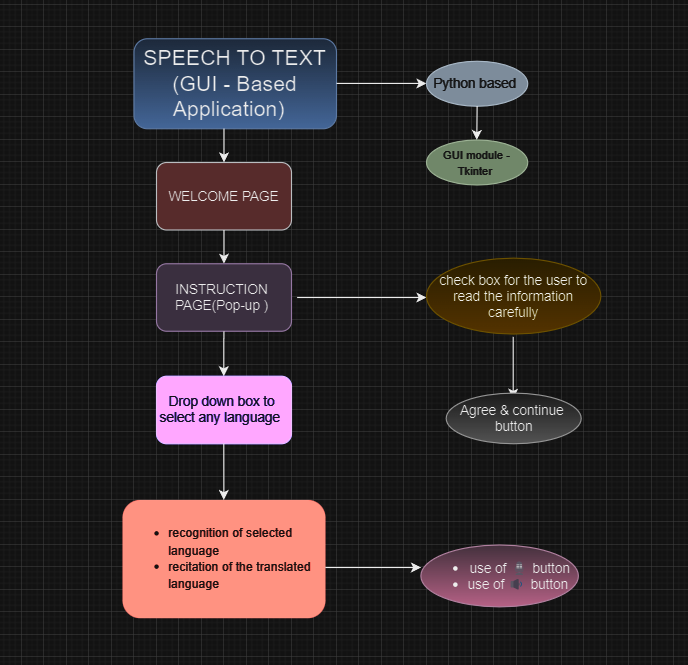 SPEECH TO TEXT
(GUI - Based
Application)
Python based
GUI module -
Tkinter
WELCOME PAGE
INSTRUCTION
PAGE(Pop-up )
check box for the user to
read the information
carefully
Agree & continue
button
Drop down box to
select any language
• recognition of selected
language
• recitation of the translated
language
• use of button
• use of button